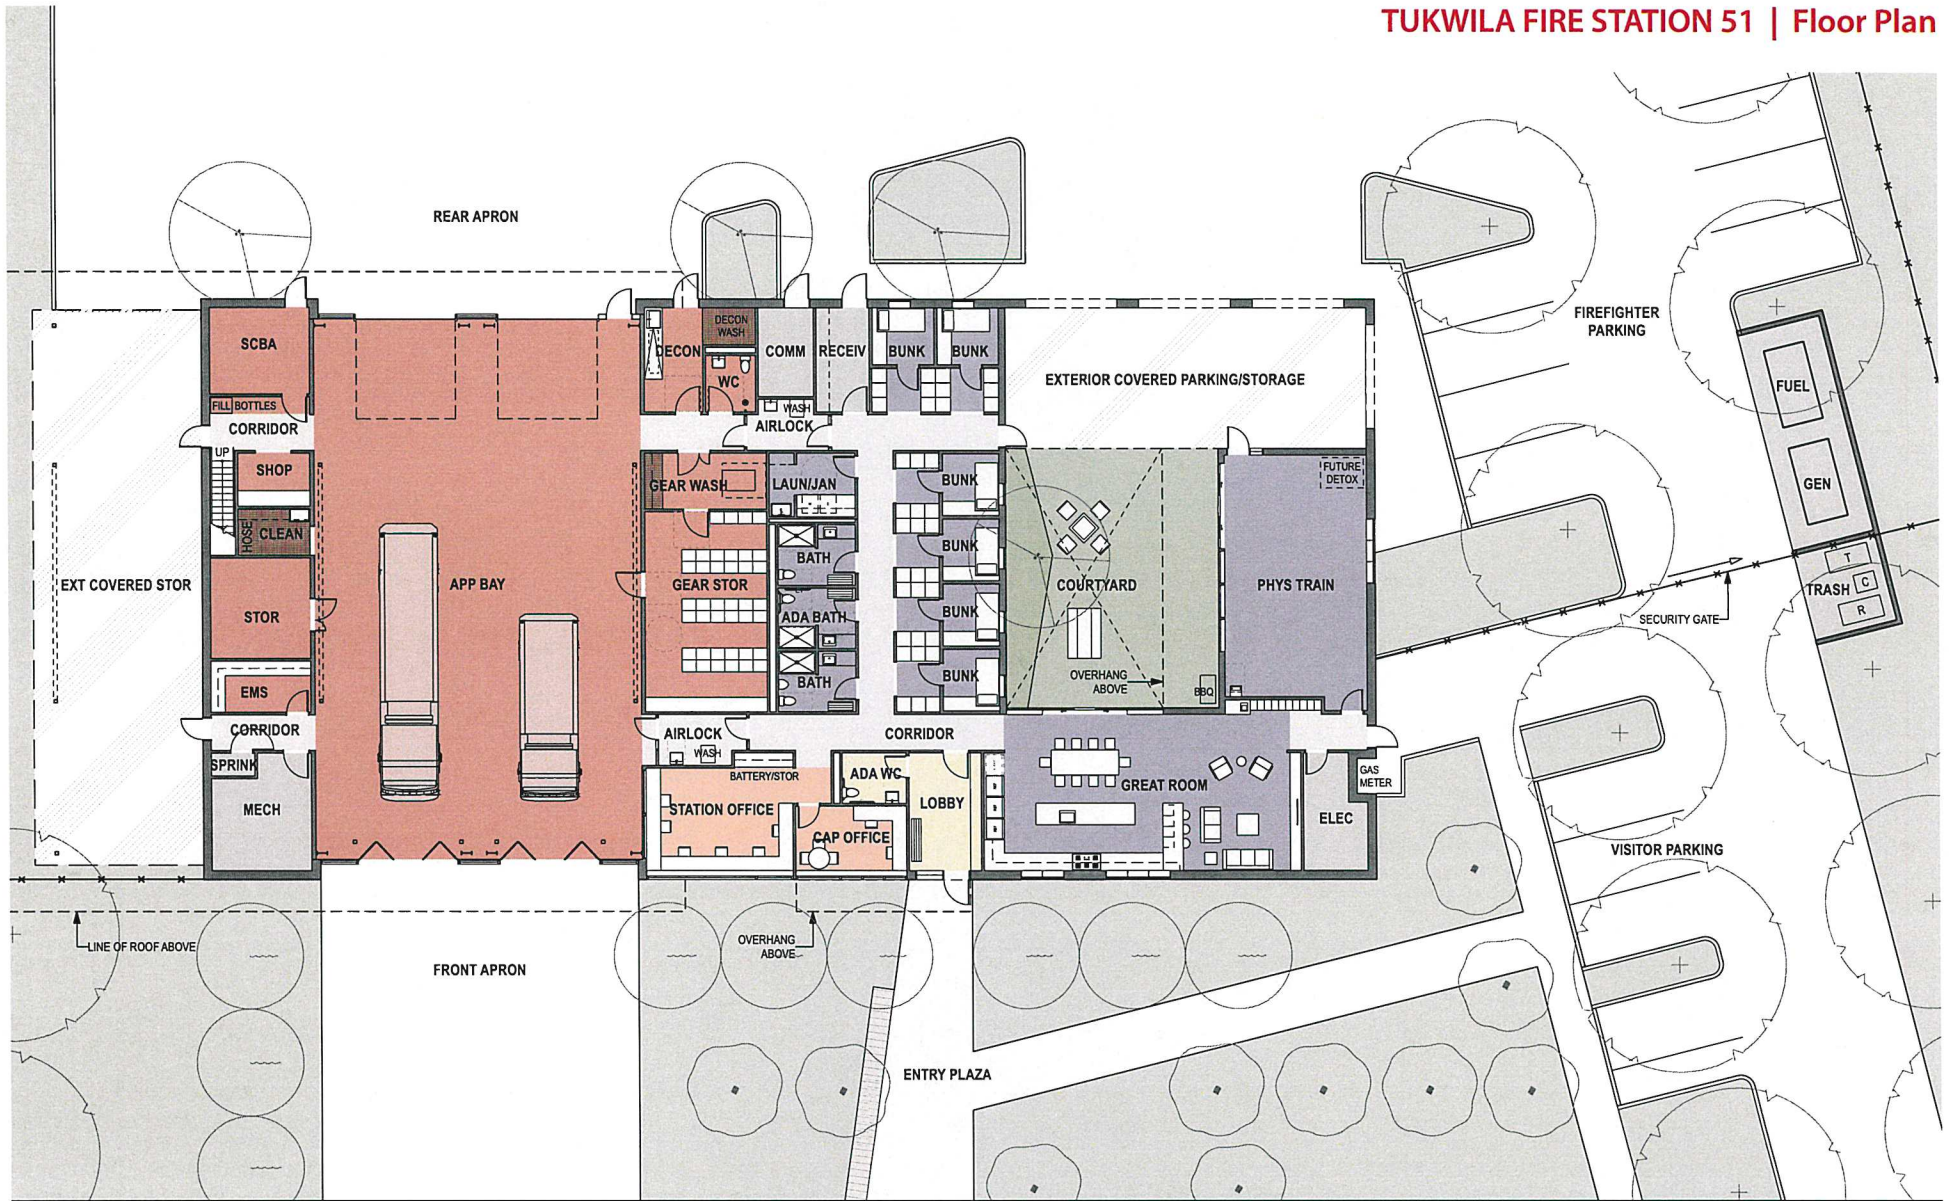 TUKWILA FIRE STATION 51 | Floor Plan
REAR APRON
FIREFIGHTER
PARKING
SCBA
DECON
WASH
DECON
COMM
RECEIV
BUNK
BUNK
WC
EXTERIOR COVERED PARKING/STORAGE
FUEL
FILL
BOTTLES
WASH
CORRIDOR
AIRLOCK
UP
SHOP
GEAR WASH
LAUN/JAN
BUNK
FUTURE
DETOX
GEN
HOSE
CLEAN
BUNK
BATH
EXT COVERED STOR
APP BAY
GEAR STOR
COURTYARD
PHYS TRAIN
T
C
R
TRASH
STOR
ADA BATH
BUNK
SECURITY GATE
BATH
BUNK
OVERHANG
ABOVE
BBQ
EMS
CORRIDOR
AIRLOCK
CORRIDOR
WASH
SPRINK
BATTERY/STOR
ADA WC
GREAT ROOM
GAS
METER
MECH
STATION OFFICE
LOBBY
ELEC
CAP OFFICE
VISITOR PARKING
LINE OF ROOF ABOVE
OVERHANG
ABOVE
FRONT APRON
ENTRY PLAZA